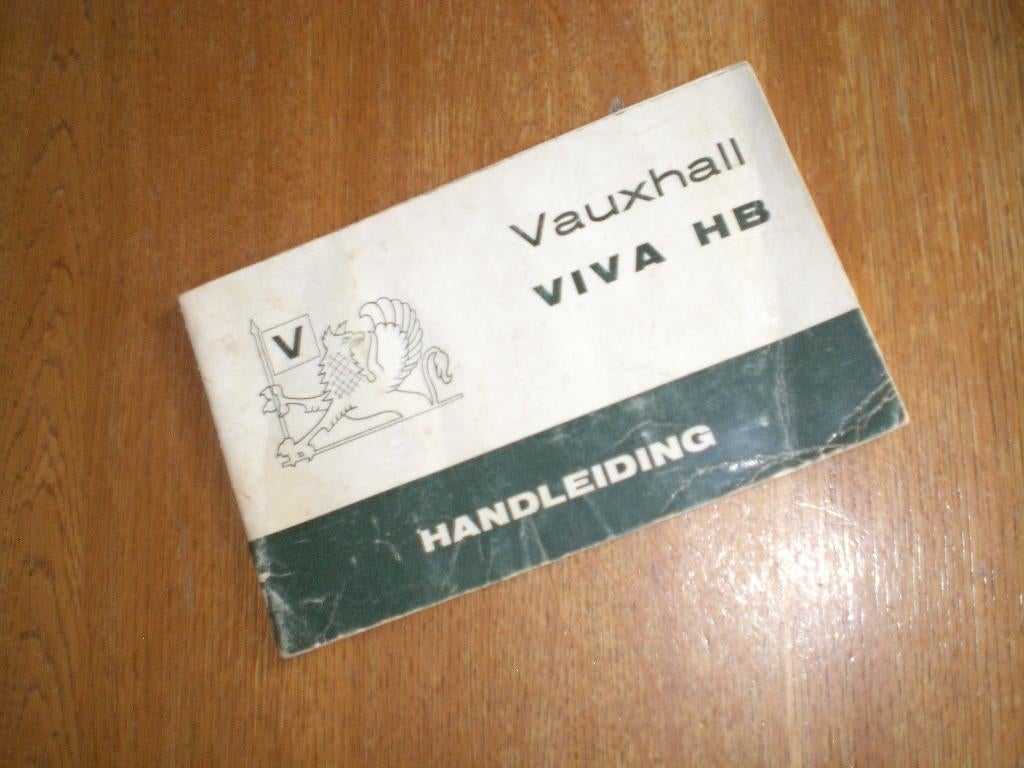 Vauxhall
VIVA HB
V
HANDLEIDING